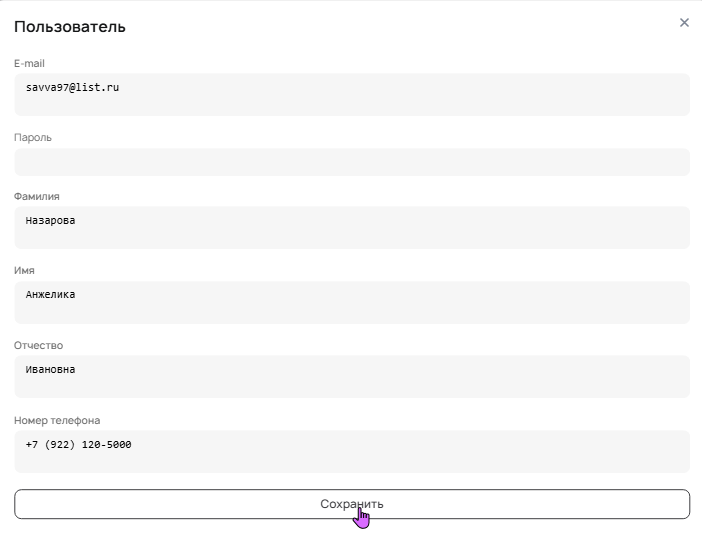 Пользователь
E-mail
savva97@list.ru
Пароль
Фамилия
Назарова
Имя
Анжелика
Отчество
Ивановна
Номер телефона
+7 (922) 120-5000
Сохранить